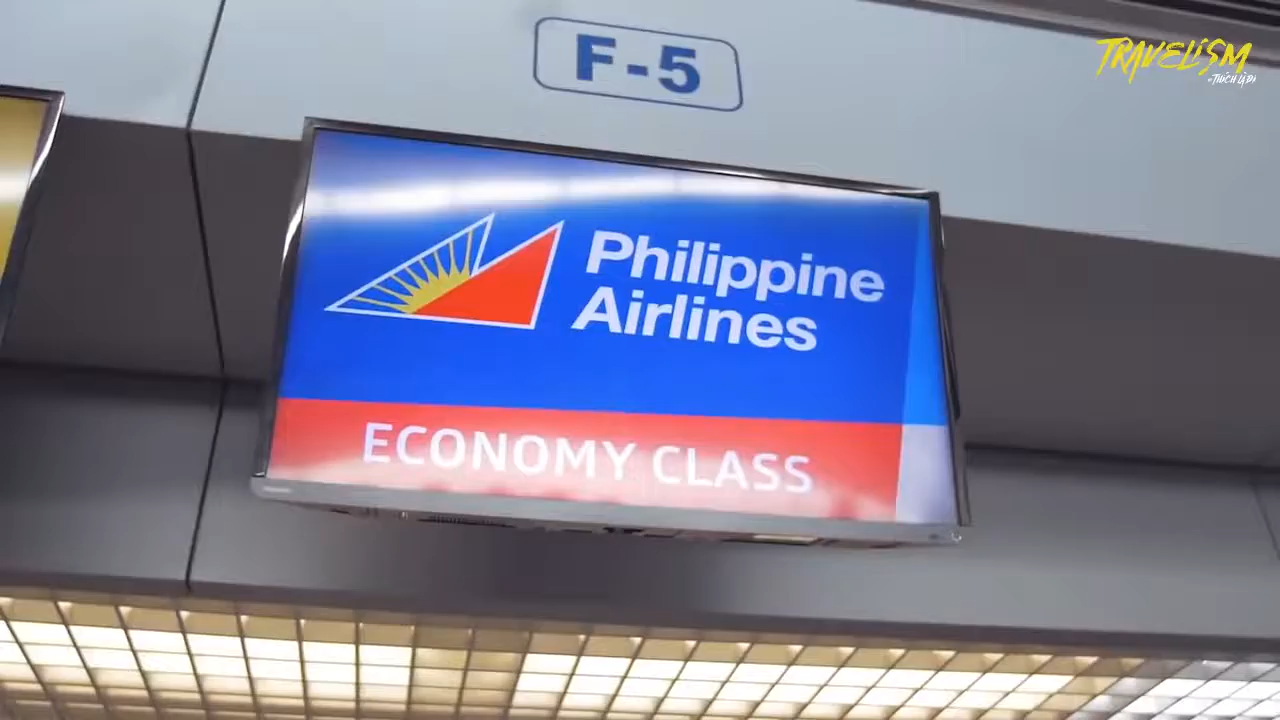 F-5
TRAVELISM
Philippine
Airlines
ECONOMY CLASS